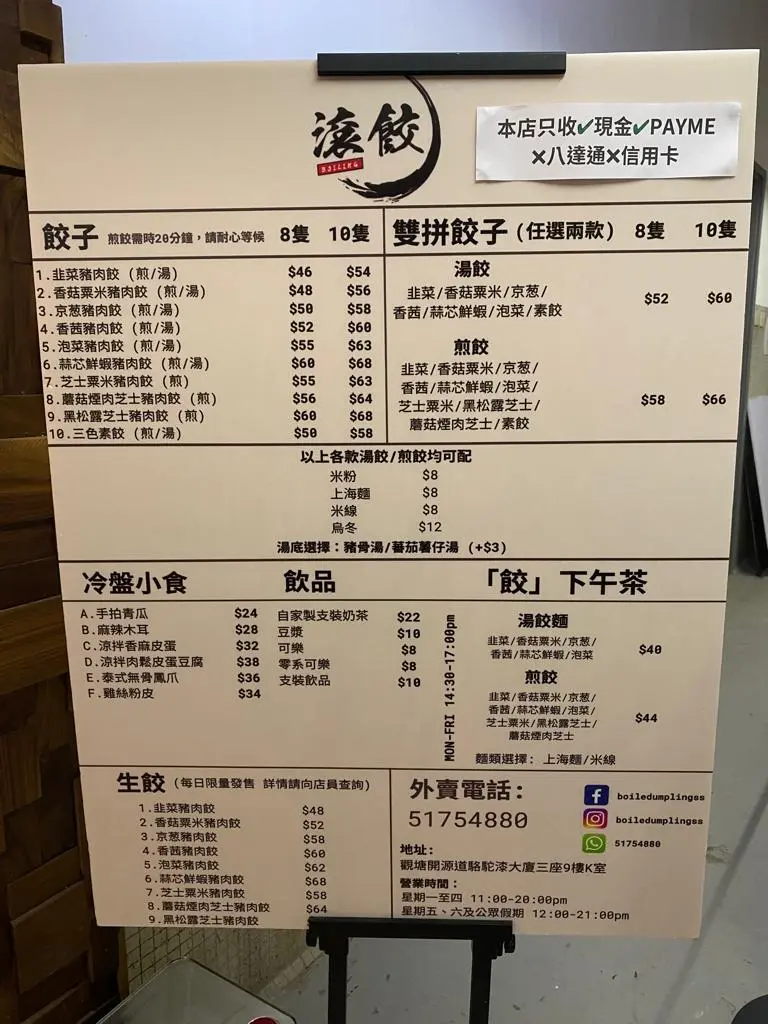 滾餃
BOILING
本店只收✔現金✔PAYME
✖八達通✖信用卡
餃子 煎餃需時20分鐘，請耐心等候 8隻 10隻
1.韭菜豬肉餃 (煎/湯) $46 $54
2.香菇粟米豬肉餃 (煎/湯) $48 $56
3.京葱豬肉餃 (煎/湯) $50 $58
4.香茜豬肉餃 (煎/湯) $52 $60
5.泡菜豬肉餃 (煎/湯) $55 $63
6.蒜芯鮮蝦豬肉餃 (煎/湯) $60 $68
7.芝士粟米豬肉餃 (煎) $55 $63
8.蘑菇煙肉芝士豬肉餃 (煎) $56 $64
9.黑松露芝士豬肉餃 (煎) $60 $68
10.三色素餃 (煎/湯) $50 $58
雙拼餃子 (任選兩款) 8隻 10隻
湯餃
韭菜/香菇粟米/京葱/
香茜/蒜芯鮮蝦/泡菜/素餃
$52 $60
煎餃
韭菜/香菇粟米/京葱/
香茜/蒜芯鮮蝦/泡菜/
芝士粟米/黑松露芝士/
蘑菇煙肉芝士/素餃
$58 $66
以上各款湯餃/煎餃均可配
米粉 $8
上海麵 $8
米線 $8
烏冬 $12
湯底選擇：豬骨湯/蕃茄薯仔湯 (+$3)
冷盤小食
A.手拍青瓜 $24
B.麻辣木耳 $28
C.涼拌香麻皮蛋 $32
D.涼拌肉鬆皮蛋豆腐 $38
E.泰式無骨鳳爪 $36
F.雞絲粉皮 $34
飲品
自家製支裝奶茶 $22
豆漿 $10
可樂 $8
零系可樂 $8
支裝飲品 $10
「餃」下午茶
MON-FRI 14:30-17:00pm
湯餃麵
韭菜/香菇粟米/京葱/
香茜/蒜芯鮮蝦/泡菜
$40
煎餃
韭菜/香菇粟米/京葱/
香茜/蒜芯鮮蝦/泡菜/
芝士粟米/黑松露芝士/
蘑菇煙肉芝士
$44
麵類選擇: 上海麵/米線
生餃 (每日限量發售 詳情請向店員查詢)
1.韭菜豬肉餃 $48
2.香菇粟米豬肉餃 $52
3.京葱豬肉餃 $58
4.香茜豬肉餃 $60
5.泡菜豬肉餃 $62
6.蒜芯鮮蝦豬肉餃 $68
7.芝士粟米豬肉餃 $58
8.蘑菇煙肉芝士豬肉餃 $64
9.黑松露芝士豬肉餃
外賣電話:
51754880
boiledumplingss
boiledumplingss
51754880
地址:
觀塘開源道駱駝漆大廈三座9樓K室
營業時間：
星期一至四 11:00-20:00pm
星期五、六及公眾假期 12:00-21:00pm